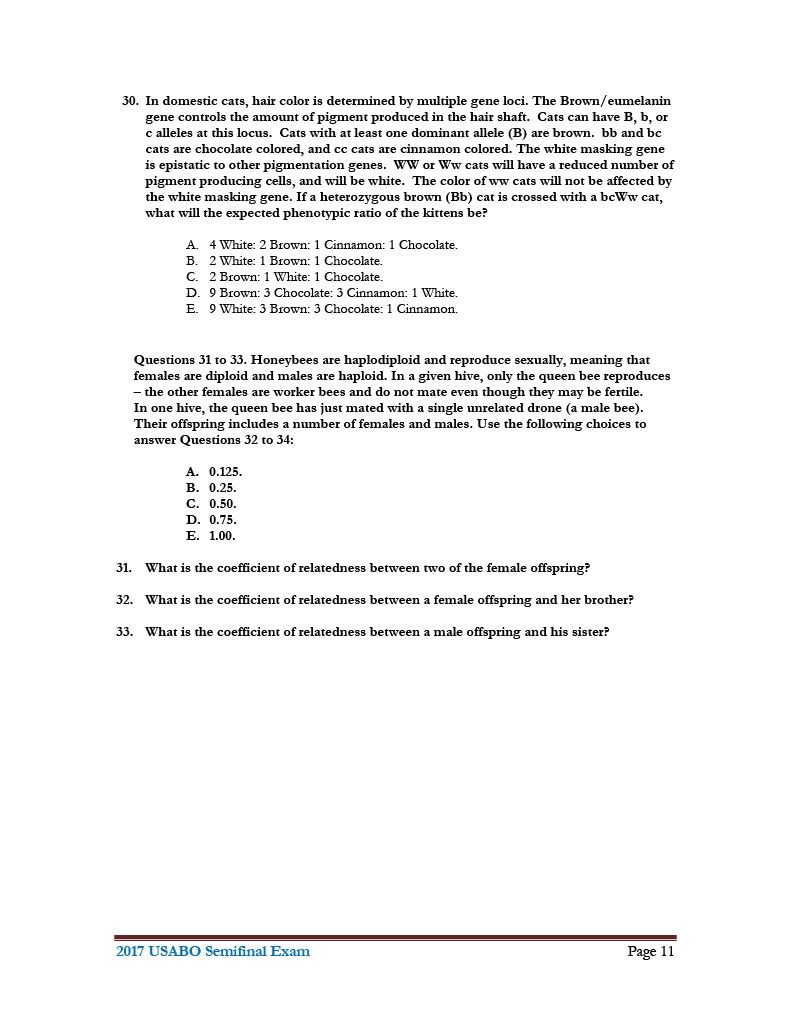 30. In domestic cats, hair color is determined by multiple gene loci. The Brown/eumelanin
gene controls the amount of pigment produced in the hair shaft. Cats can have B, b, or
c alleles at this locus. Cats with at least one dominant allele (B) are brown. bb and bc
cats are chocolate colored, and cc cats are cinnamon colored. The white masking gene
is epistatic to other pigmentation genes. WW or Ww cats will have a reduced number of
pigment producing cells, and will be white. The color of ww cats will not be affected by
the white masking gene. If a heterozygous brown (Bb) cat is crossed with a bcWw cat,
what will the expected phenotypic ratio of the kittens be?
A. 4 White: 2 Brown: 1 Cinnamon: 1 Chocolate.
B. 2 White: 1 Brown: 1 Chocolate.
C. 2 Brown: 1 White: 1 Chocolate.
D. 9 Brown: 3 Chocolate: 3 Cinnamon: 1 White.
E. 9 White: 3 Brown: 3 Chocolate: 1 Cinnamon.
Questions 31 to 33. Honeybees are haplodiploid and reproduce sexually, meaning that
females are diploid and males are haploid. In a given hive, only the queen bee reproduces
– the other females are worker bees and do not mate even though they may be fertile.
In one hive, the queen bee has just mated with a single unrelated drone (a male bee).
Their offspring includes a number of females and males. Use the following choices to
answer Questions 32 to 34:
A. 0.125.
B. 0.25.
C. 0.50.
D. 0.75.
E. 1.00.
31. What is the coefficient of relatedness between two of the female offspring?
32. What is the coefficient of relatedness between a female offspring and her brother?
33. What is the coefficient of relatedness between a male offspring and his sister?
2017 USABO Semifinal Exam Page 11